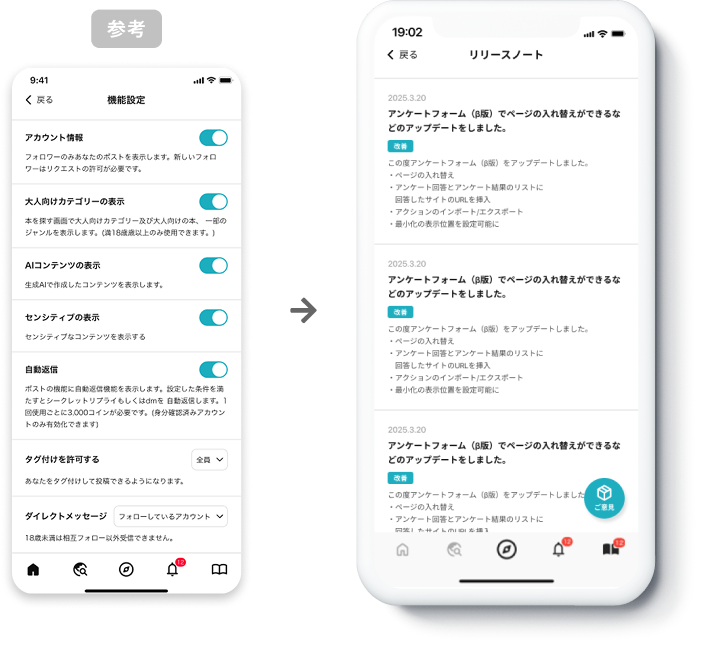 参考
9:41
戻る
機能設定
アカウント情報
フォロワーのみあなたのポストを表示します。新しいフォロ
ワーはリクエストの許可が必要です。
大人向けカテゴリーの表示
本を探す画面で大人向けカテゴリー及び大人向けの本、 一部の
ジャンルを表示します。(満18歳歳以上のみ使用できます。)
AIコンテンツの表示
生成AIで作成したコンテンツを表示します。
センシティブの表示
センシティブなコンテンツを表示する
自動返信
ポストの機能に自動返信機能を表示します。設定した条件を満
たすとシークレットリプライもしくはdmを 自動返信します。1
回使用ごとに3,000コインが必要です。(身分確認済みアカウン
トのみ有効化できます)
タグ付けを許可する
全員
あなたをタグ付けして投稿できるようになります。
ダイレクトメッセージ
フォローしているアカウント
18歳未満は相互フォロー以外受信できません。
12
19:02
戻る
リリースノート
2025.3.20
アンケートフォーム（β版）でページの入れ替えができるな
どのアップデートをしました。
改善
この度アンケートフォーム（β版）をアップデートしました。
・ページの入れ替え
・アンケート回答とアンケート結果のリストに
回答したサイトのURLを挿入
・アクションのインポート/エクスポート
・最小化の表示位置を設定可能に
2025.3.20
アンケートフォーム（β版）でページの入れ替えができるな
どのアップデートをしました。
改善
この度アンケートフォーム（β版）をアップデートしました。
・ページの入れ替え
・アンケート回答とアンケート結果のリストに
回答したサイトのURLを挿入
・アクションのインポート/エクスポート
・最小化の表示位置を設定可能に
2025.3.20
アンケートフォーム（β版）でページの入れ替えができるな
どのアップデートをしました。
改善
この度アンケートフォーム（β版）をアップデートしました
・ページの入れ替え
・アンケート回答とアンケート結果のリストに
回答したサイトのURLを挿入
ご意見
12
12